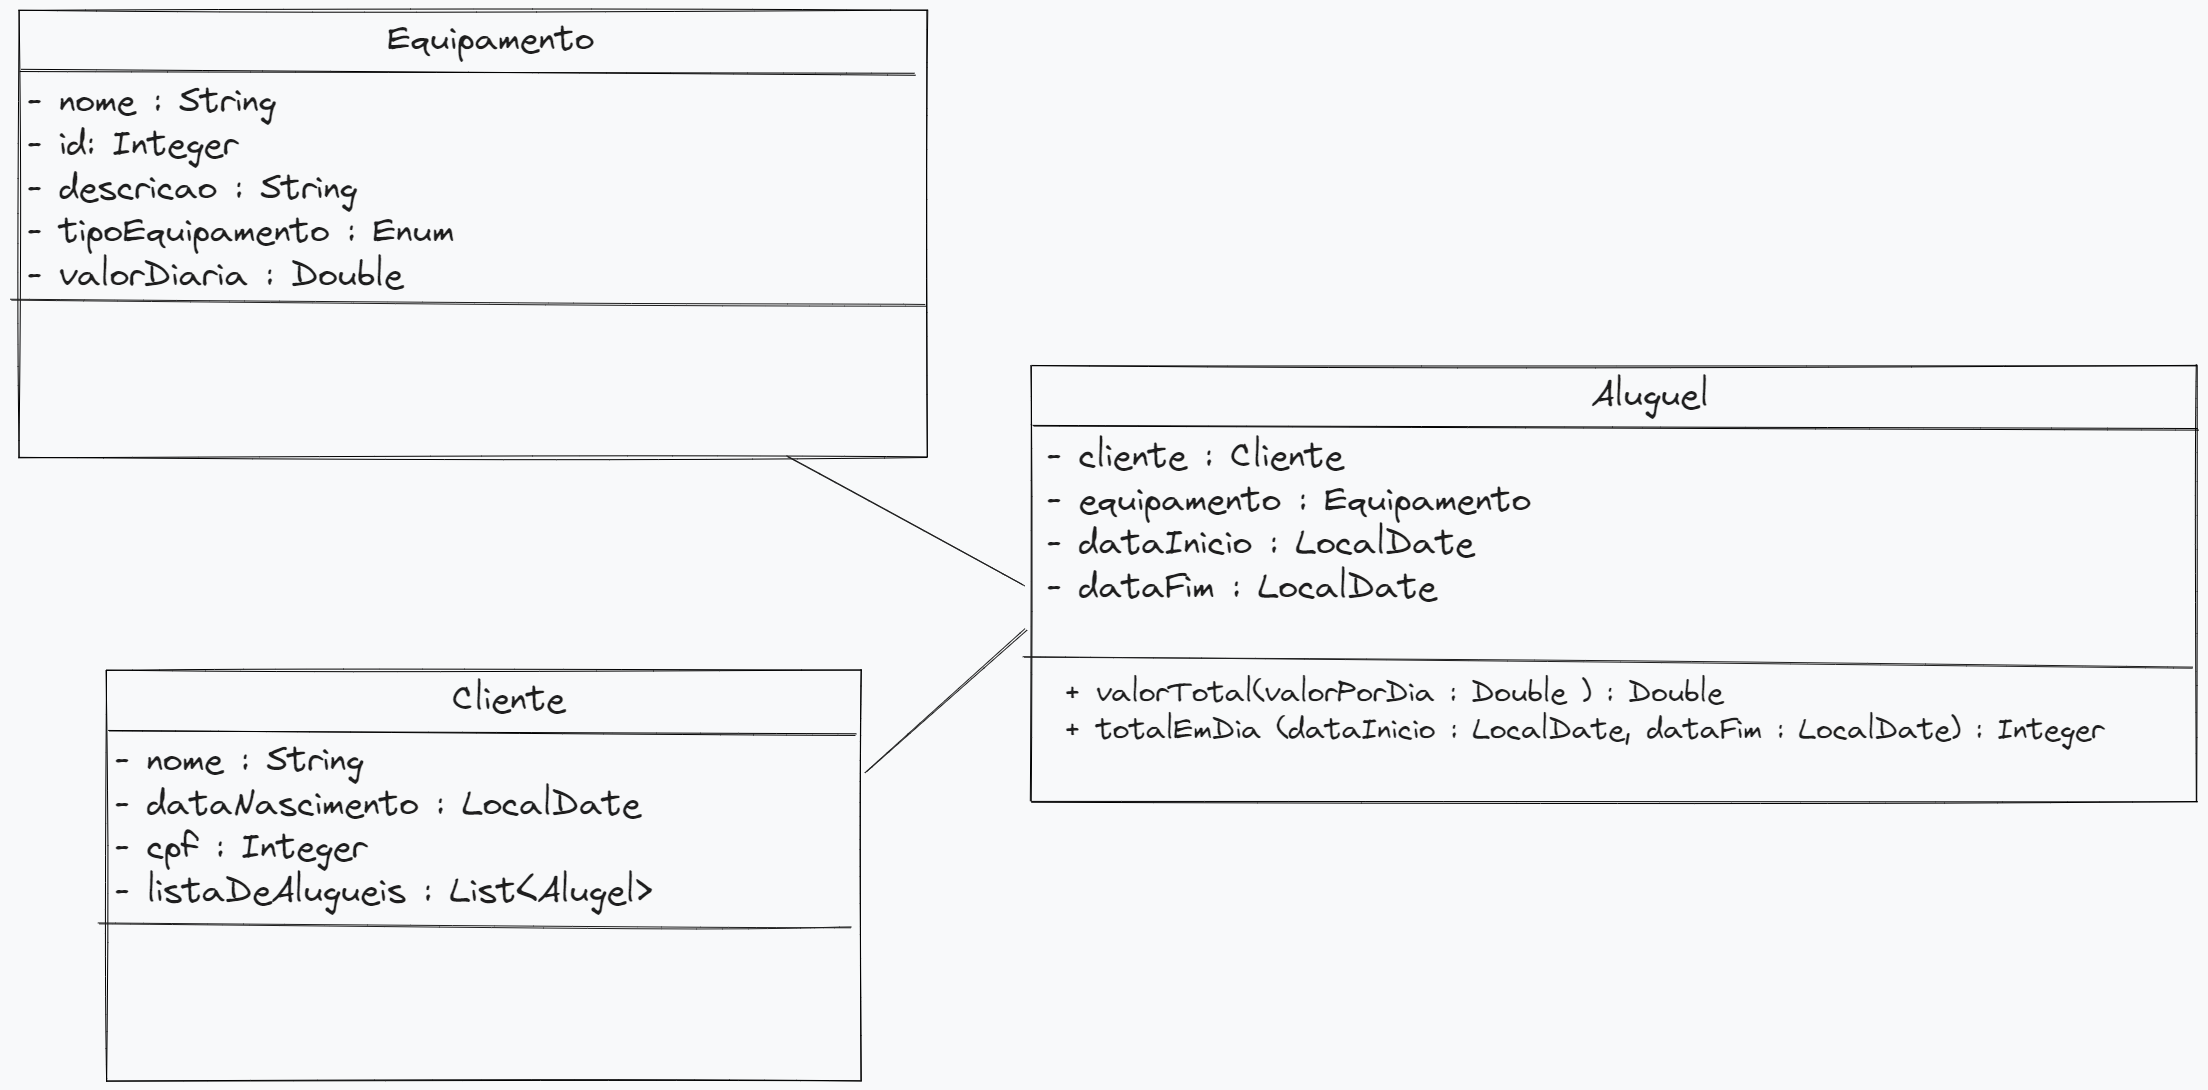 Equipamento
- nome : String
- id: Integer
- descricao : String
- tipoEquipamento : Enum
- valorDiaria : Double
Aluguel
- cliente : Cliente
- equipamento : Equipamento
- dataInicio : LocalDate
- dataFim : LocalDate
+ valorTotal(valorPorDia : Double ) : Double
+ totalEmDia (dataInicio : LocalDate, dataFim : LocalDate) : Integer
Cliente
- nome : String
- dataNascimento : LocalDate
- cpf : Integer
- listaDeAlugueis : List<Alugel>